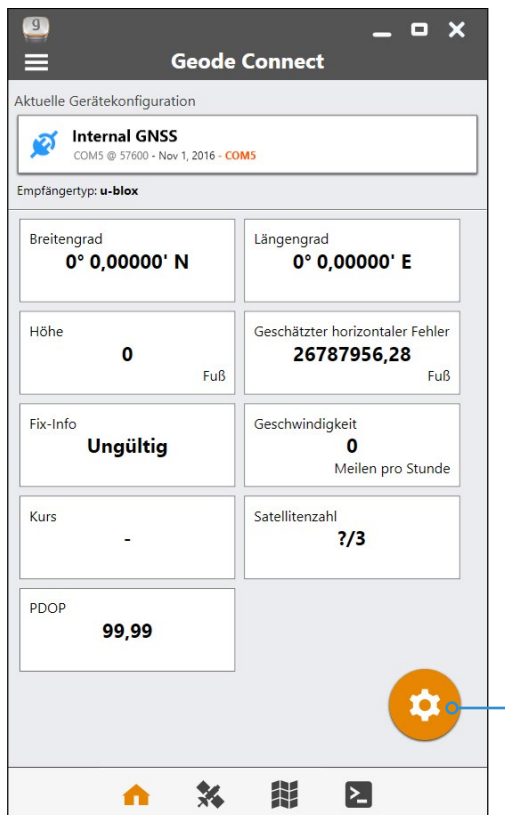 9
Geode Connect
Aktuelle Gerätekonfiguration
Internal GNSS
COM5 @ 57600 - Nov 1, 2016 - COM5
Empfängertyp: u-blox
Breitengrad
0° 0,00000' N
Längengrad
0° 0,00000' E
Höhe
0
Fuß
Geschätzter horizontaler Fehler
26787956,28
Fuß
Fix-Info
Ungültig
Geschwindigkeit
0
Meilen pro Stunde
Kurs
-
Satellitenzahl
?/3
PDOP
99,99